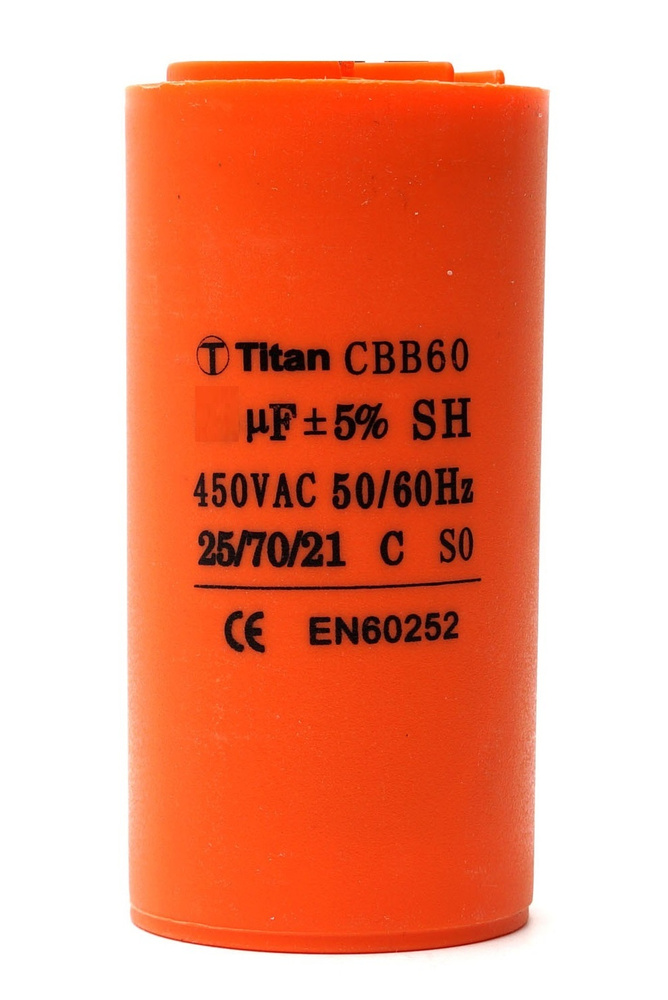 T Titan CBB60
µF ± 5% SH
450VAC 50/60Hz
25/70/21 C S0
CE EN60252